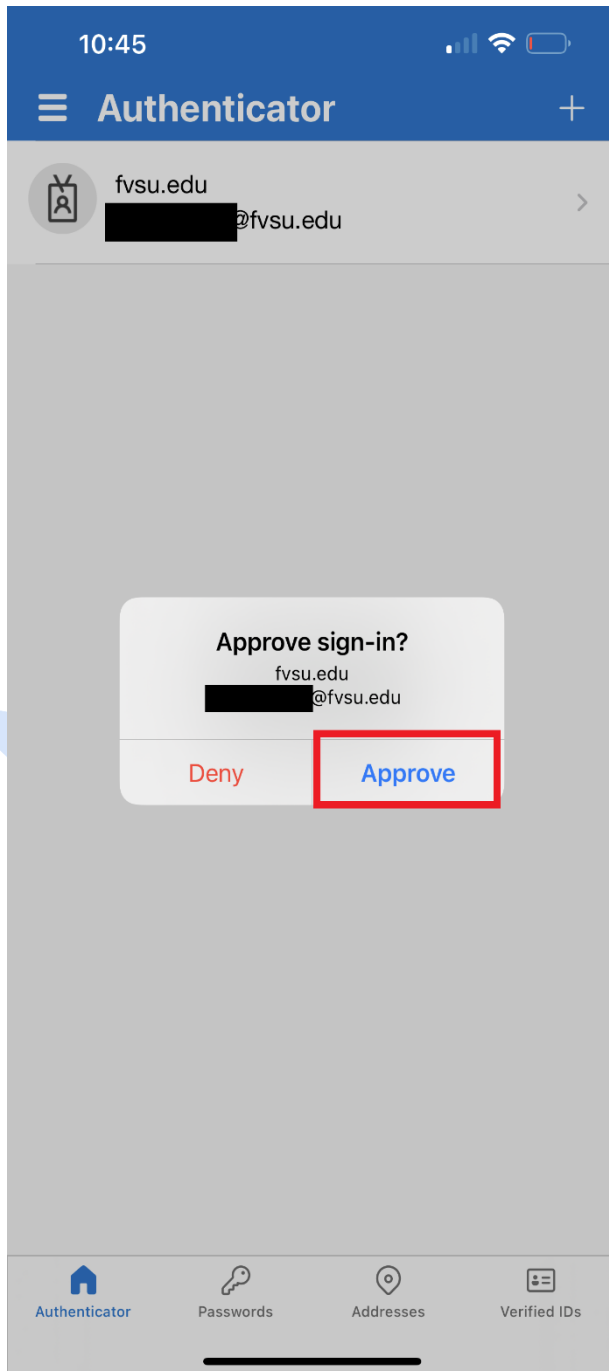 10:45
Authenticator
fvsu.edu
@fvsu.edu
Approve sign-in?
fvsu.edu
@fvsu.edu
Deny Approve
Authenticator Passwords Addresses Verified IDs